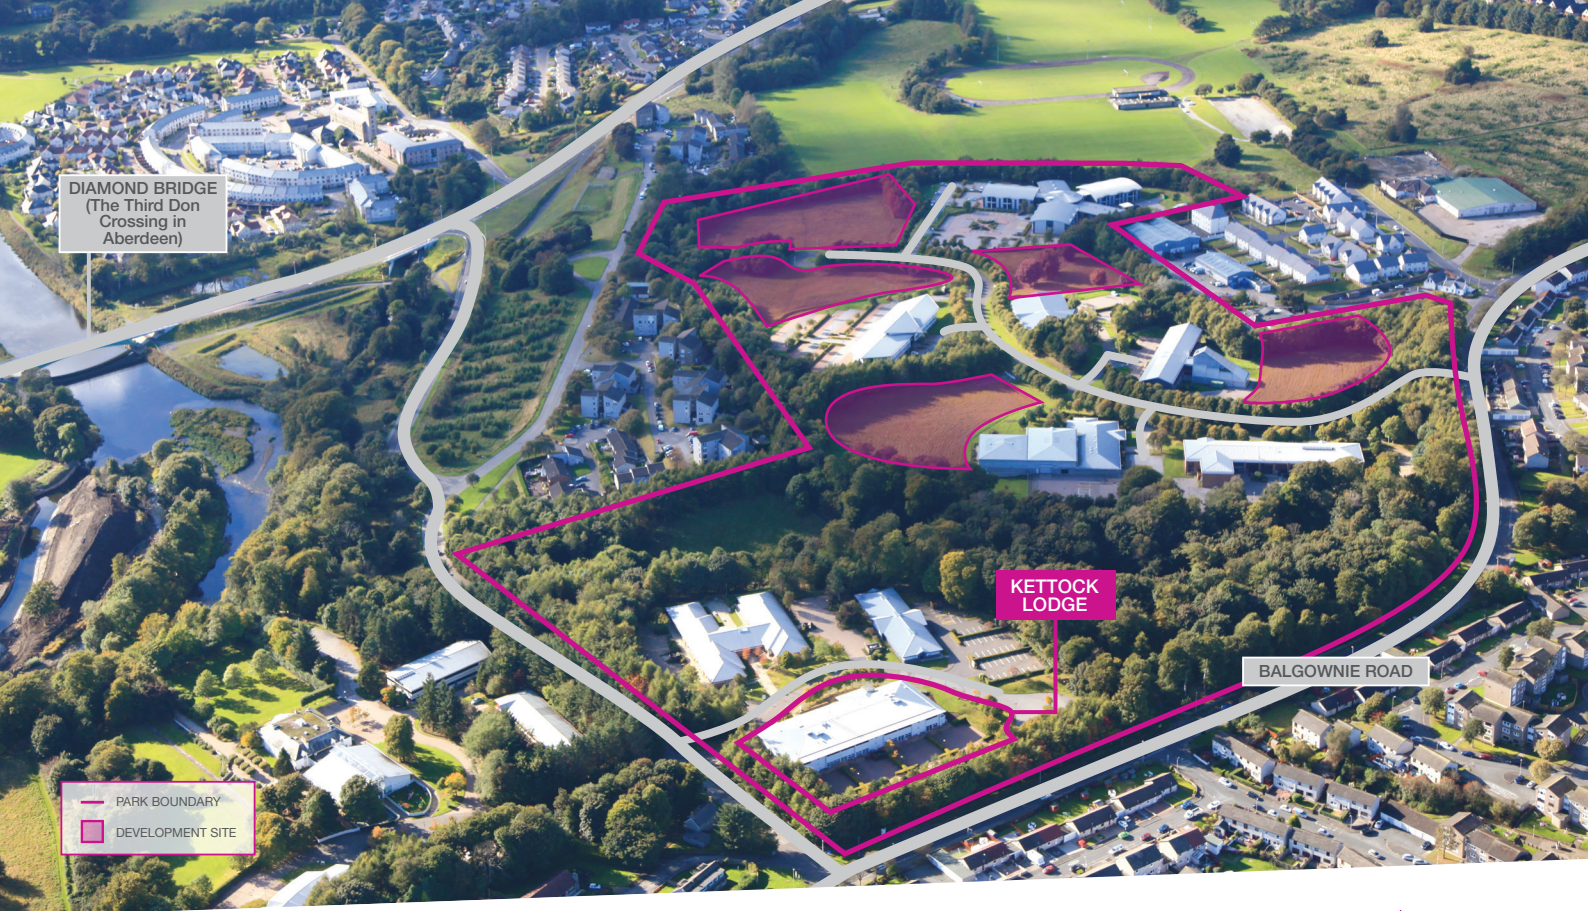 DIAMOND BRIDGE
(The Third Don
Crossing in
Aberdeen)
KETTOCK
LODGE
BALGOWNIE ROAD
PARK BOUNDARY
DEVELOPMENT SITE